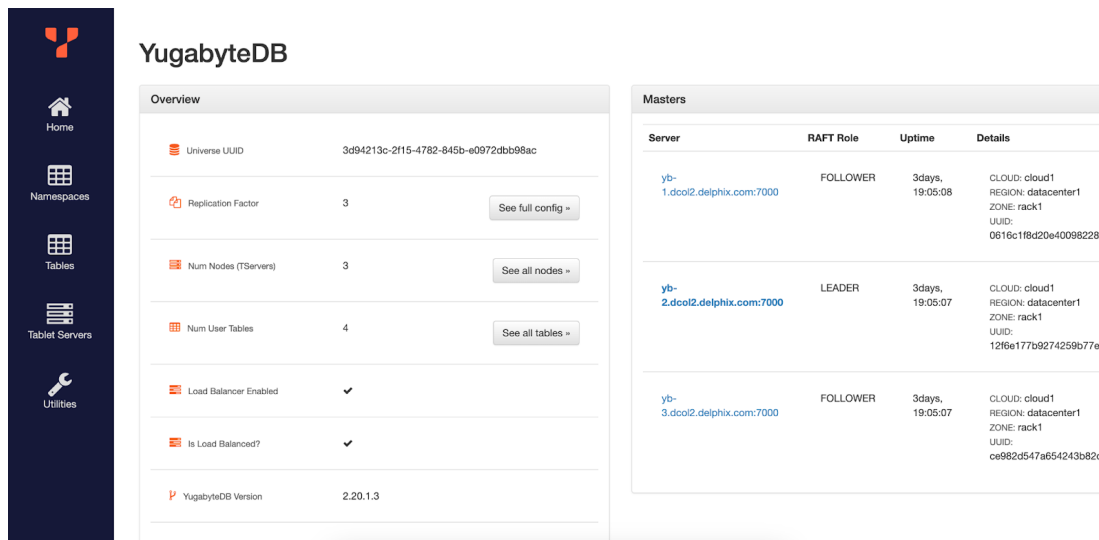 YugabyteDB
Home
Namespaces
Tables
Tablet Servers
Utilities
Overview
Universe UUID 3d94213c-2f15-4782-845b-e0972dbb98ac
Replication Factor 3 See full config »
Num Nodes (TServers) 3 See all nodes »
Num User Tables 4 See all tables »
Load Balancer Enabled ✔
Is Load Balanced? ✔
YugabyteDB Version 2.20.1.3
Masters
Server RAFT Role Uptime Details
yb- FOLLOWER 3days, CLOUD: cloud1
1.dcol2.delphix.com:7000 19:05:08 REGION: datacenter1
ZONE: rack1
UUID:
0616c1f8d20e40098228
yb- LEADER 3days, CLOUD: cloud1
2.dcol2.delphix.com:7000 19:05:07 REGION: datacenter1
ZONE: rack1
UUID:
12f6e177b9274259b77e
yb- FOLLOWER 3days, CLOUD: cloud1
3.dcol2.delphix.com:7000 19:05:07 REGION: datacenter1
ZONE: rack1
UUID:
ce982d547a654243b82c